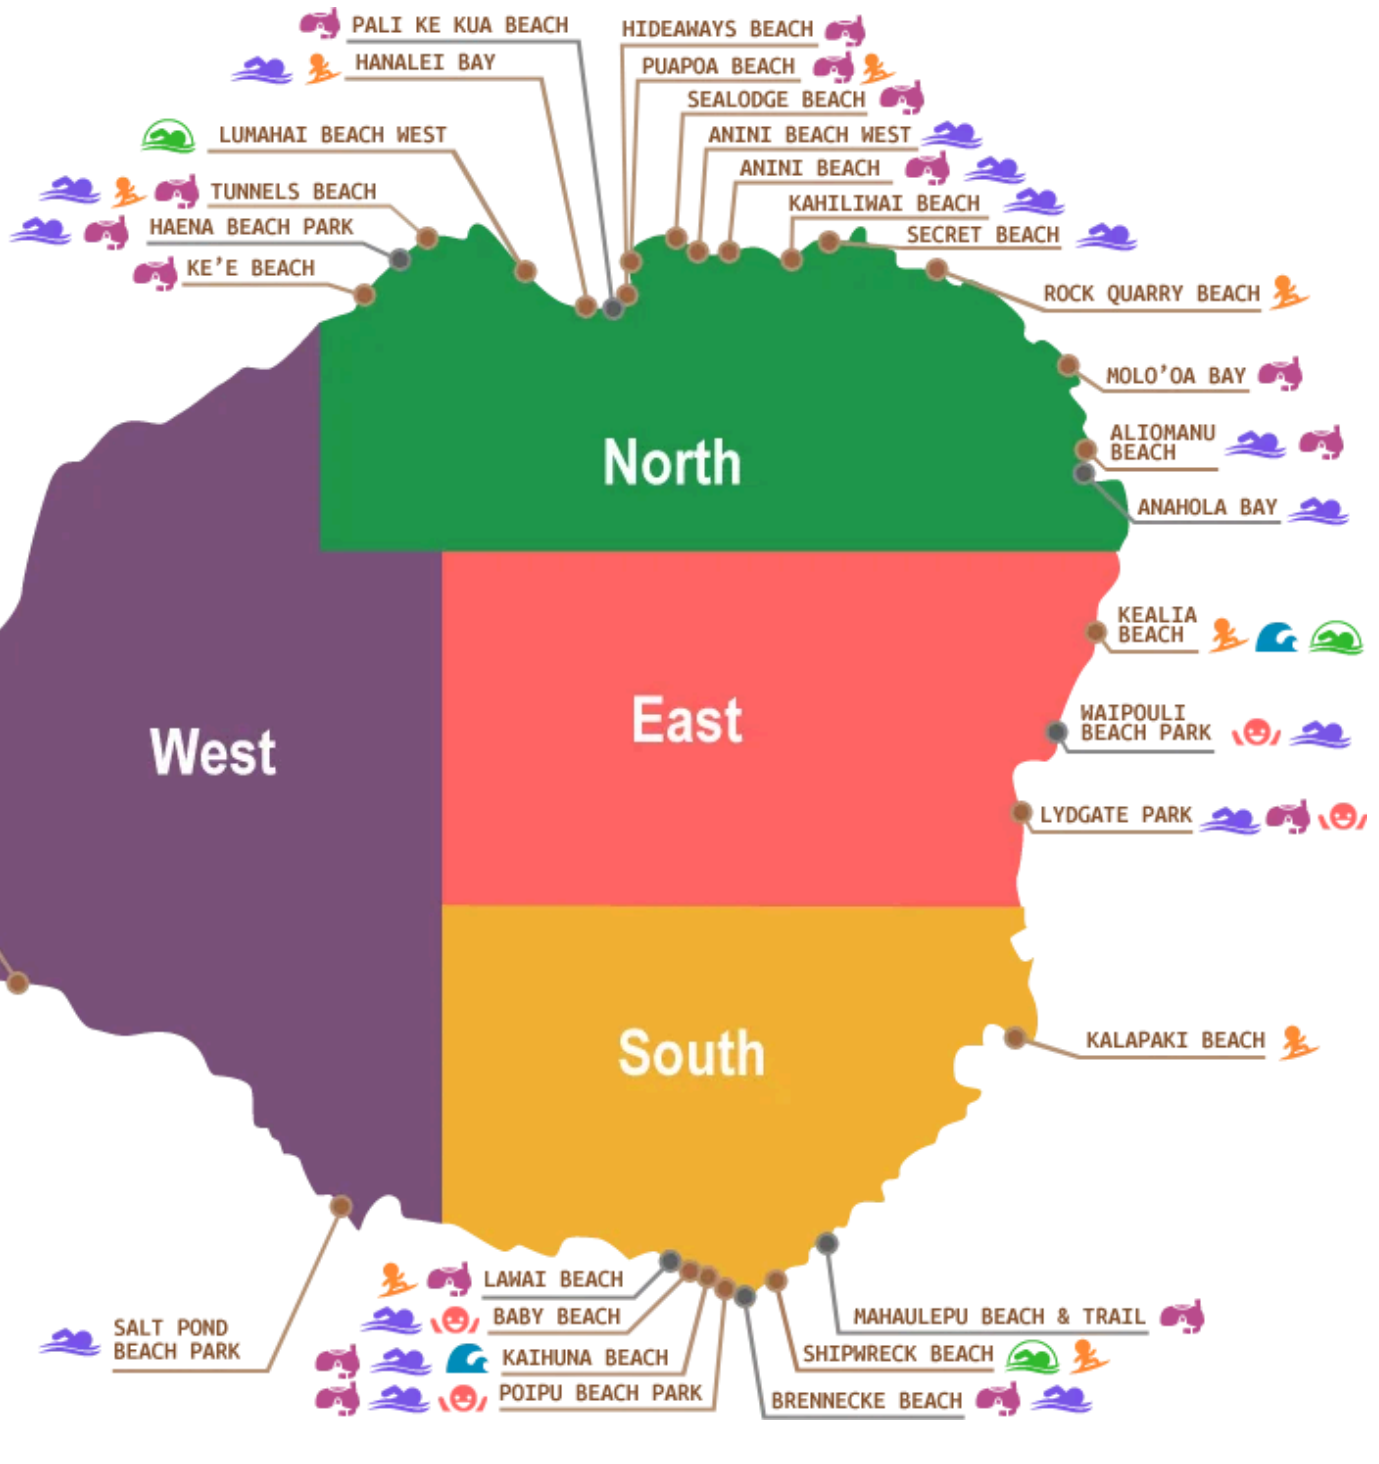 PALI KE KUA BEACH
HIDEAWAYS BEACH
HANALEI BAY
PUAPOA BEACH
SEALODGE BEACH
LUMAHAI BEACH WEST
ANINI BEACH WEST
ANINI BEACH
TUNNELS BEACH
KAHILIWAI BEACH
HAENA BEACH PARK
SECRET BEACH
KE'E BEACH
ROCK QUARRY BEACH
MOLO'OA BAY
ALIOMANU
BEACH
North
ANAHOLA BAY
KEALIA
BEACH
East
WAIPOULI
BEACH PARK
West
LYDGATE PARK
South
KALAPAKI BEACH
LAWAI BEACH
BABY BEACH
MAHAULEPU BEACH & TRAIL
SALT POND
BEACH PARK
KAIHUNA BEACH
SHIPWRECK BEACH
POIPU BEACH PARK
BRENNECKE BEACH